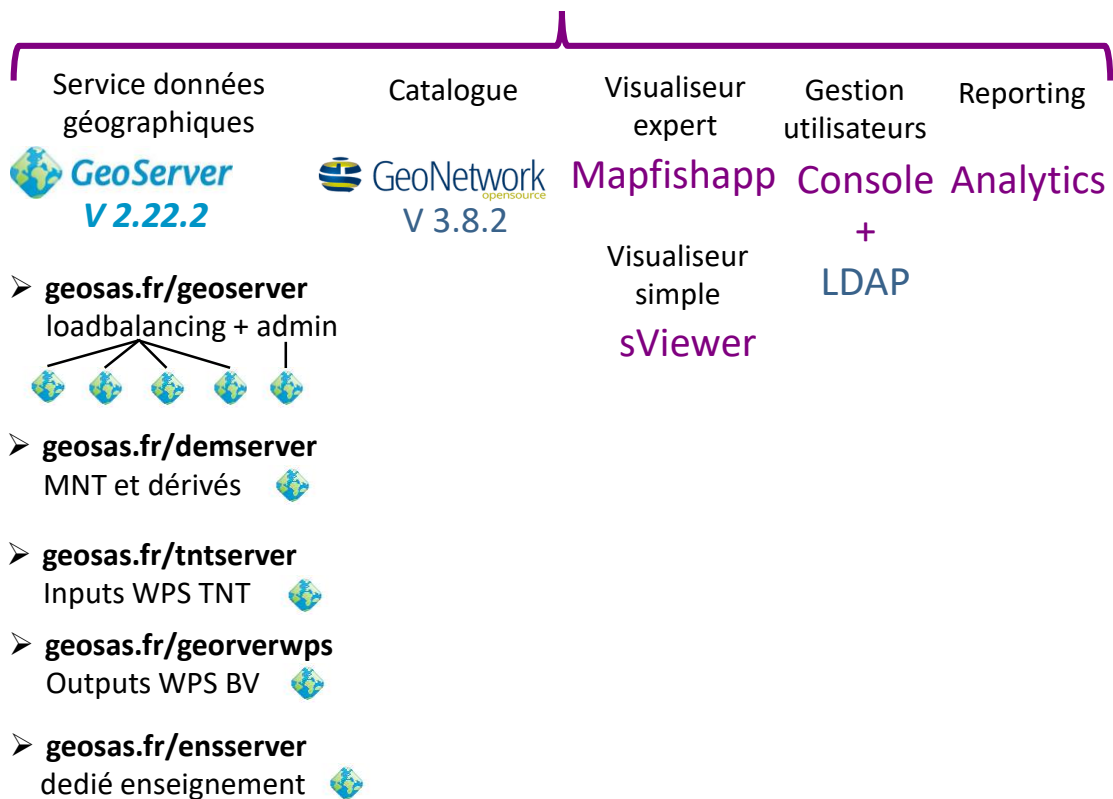 Service données
géographiques
GeoServer
V 2.22.2
Catalogue
GeoNetwork
opensource
V 3.8.2
Visualiseur
expert
Mapfishapp
Visualiseur
simple
sViewer
Gestion
utilisateurs
Console
+
LDAP
Reporting
Analytics
➢ geosas.fr/geoserver
loadbalancing + admin
➢ geosas.fr/demserver
MNT et dérivés
➢ geosas.fr/tntserver
Inputs WPS TNT
➢ geosas.fr/georverwps
Outputs WPS BV
➢ geosas.fr/ensserver
dedié enseignement